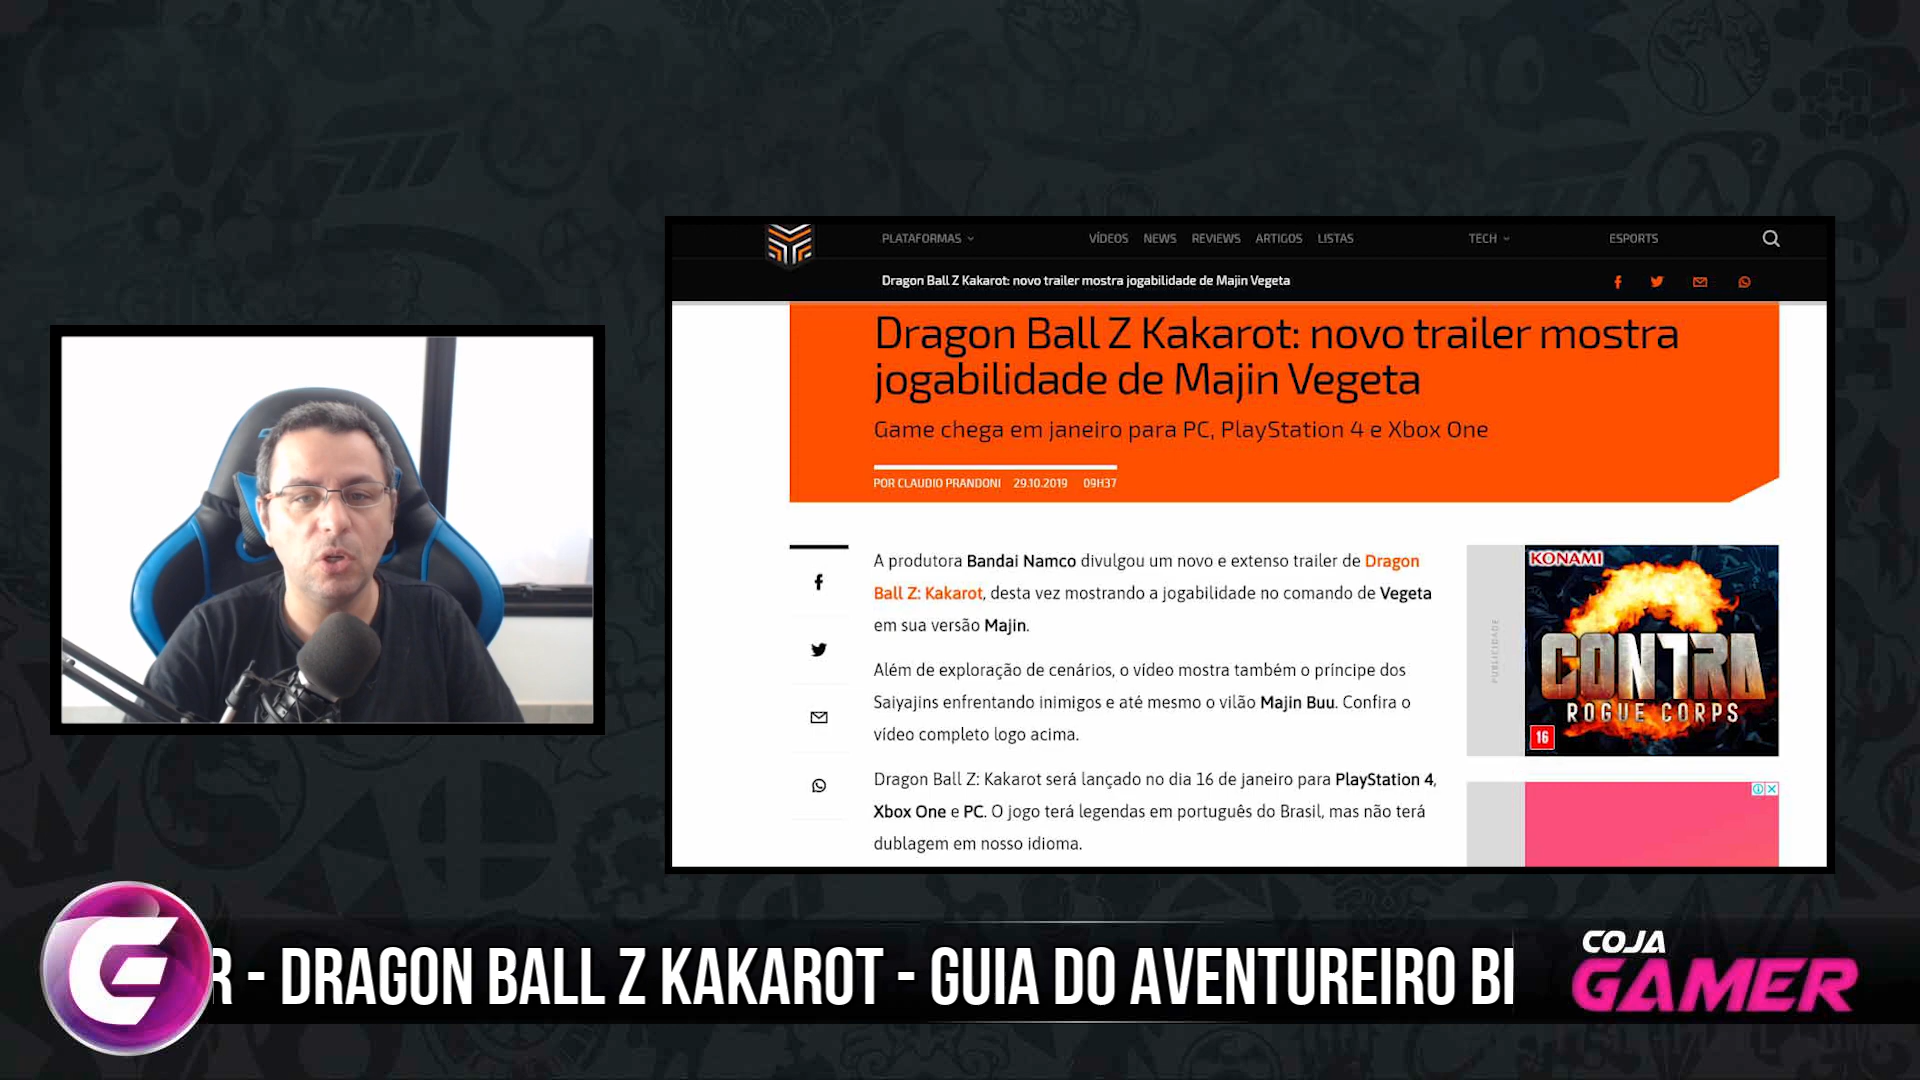 PLATAFORMAS VÍDEOS NEWS REVIEWS ARTIGOS LISTAS TECH ESPORTS
Dragon Ball Z Kakarot: novo trailer mostra jogabilidade de Majin Vegeta
Dragon Ball Z Kakarot: novo trailer mostra
jogabilidade de Majin Vegeta
Game chega em janeiro para PC, PlayStation 4 e Xbox One
POR CLAUDIO PRANDONI 29.10.2019 09H37
A produtora Bandai Namco divulgou um novo e extenso trailer de Dragon
Ball Z: Kakarot, desta vez mostrando a jogabilidade no comando de Vegeta
em sua versão Majin.
Além de exploração de cenários, o vídeo mostra também o príncipe dos
Saiyajins enfrentando inimigos e até mesmo o vilão Majin Buu. Confira o
vídeo completo logo acima.
Dragon Ball Z: Kakarot será lançado no dia 16 de janeiro para PlayStation 4,
Xbox One e PC. O jogo terá legendas em português do Brasil, mas não terá
dublagem em nosso idioma.
PUBLICIDADE
KONAMI
CONTRA
ROGUE CORPS
16
R - DRAGON BALL Z KAKAROT - GUIA DO AVENTUREIRO BI
COJA
GAMER